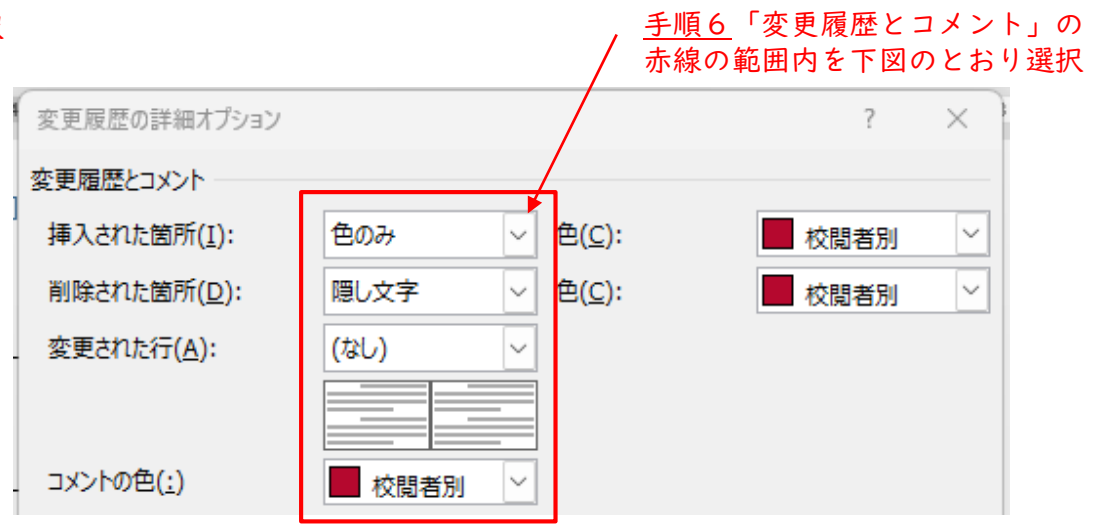 手順６「変更履歴とコメント」の
赤線の範囲内を下図のとおり選択
変更履歴の詳細オプション ? ×
変更履歴とコメント
挿入された箇所(I): 色のみ 色(C): 校閲者別
削除された箇所(D): 隠し文字 色(C): 校閲者別
変更された行(A): (なし)
コメントの色(:) 校閲者別